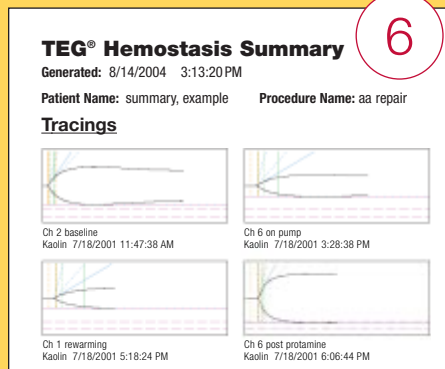 6
TEG® Hemostasis Summary
Generated: 8/14/2004 3:13:20 PM
Patient Name: summary, example Procedure Name: aa repair
Tracings
Ch 2 baseline
Kaolin 7/18/2001 11:47:38 AM
Ch 6 on pump
Kaolin 7/18/2001 3:28:38 PM
Ch 1 rewarming
Kaolin 7/18/2001 5:18:24 PM
Ch 6 post protamine
Kaolin 7/18/2001 6:06:44 PM